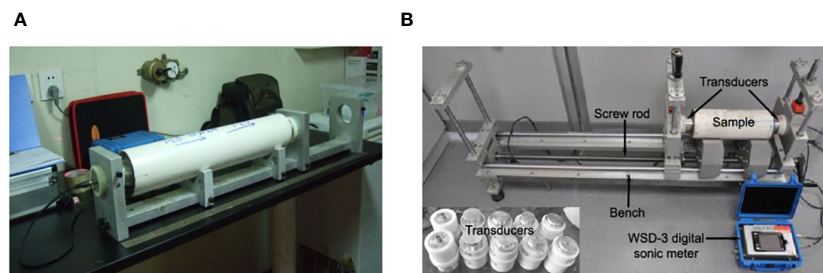 A
B
Transducers
Screw rod
Sample
Bench
Transducers
WSD-3 digital
sonic meter